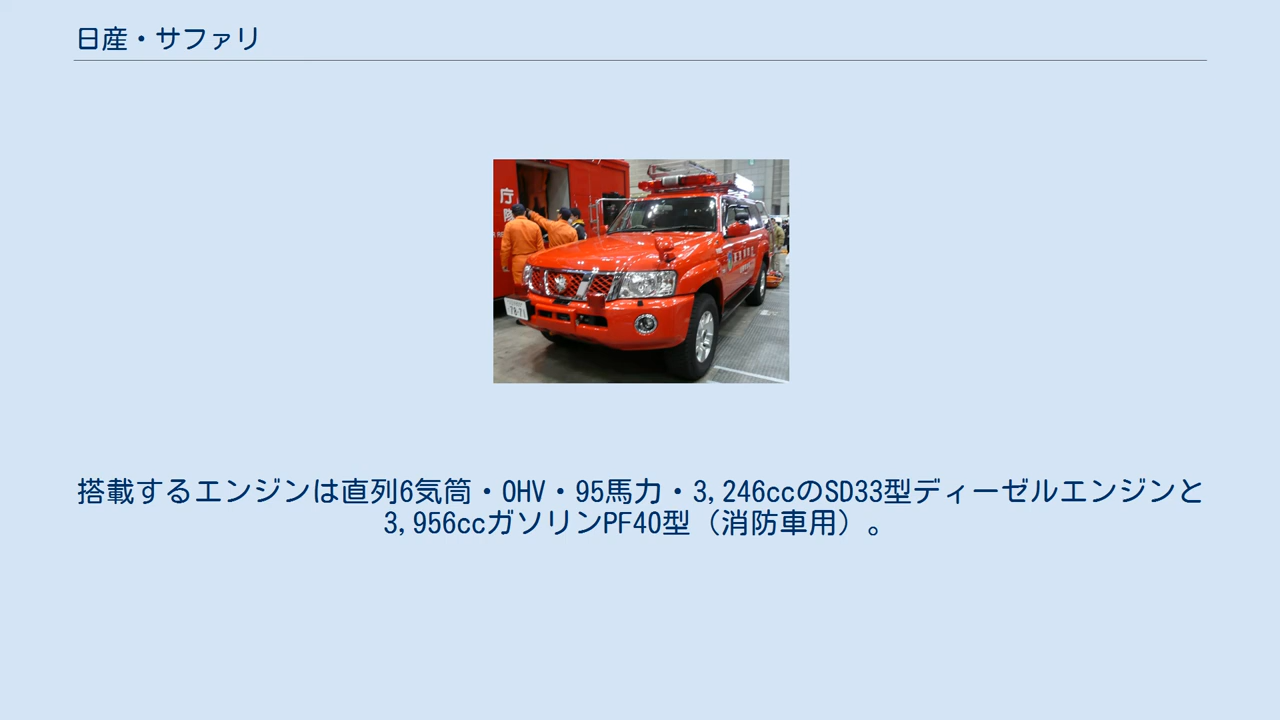 日産・サファリ
庁
78-71
搭載するエンジンは直列6気筒・OHV・95馬力・3,246ccのSD33型ディーゼルエンジンと
3,956ccガソリンPF40型（消防車用）。